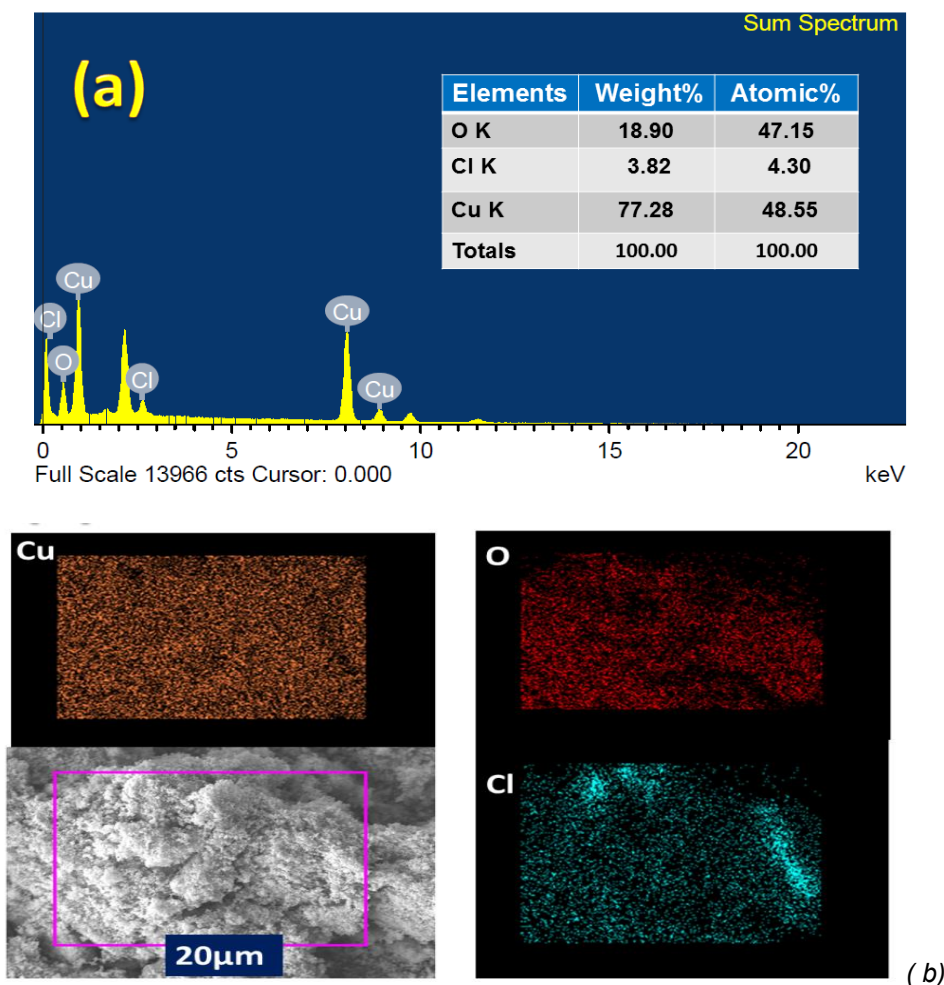 Sum Spectrum
(a)
Elements Weight% Atomic%
O K 18.90 47.15
Cl K 3.82 4.30
Cu K 77.28 48.55
Totals 100.00 100.00
Cu
Cl
O
Cl
Cu
Cu
0 5 10 15 20
Full Scale 13966 cts Cursor: 0.000 keV
Cu
O
Cl
20μm
( b)